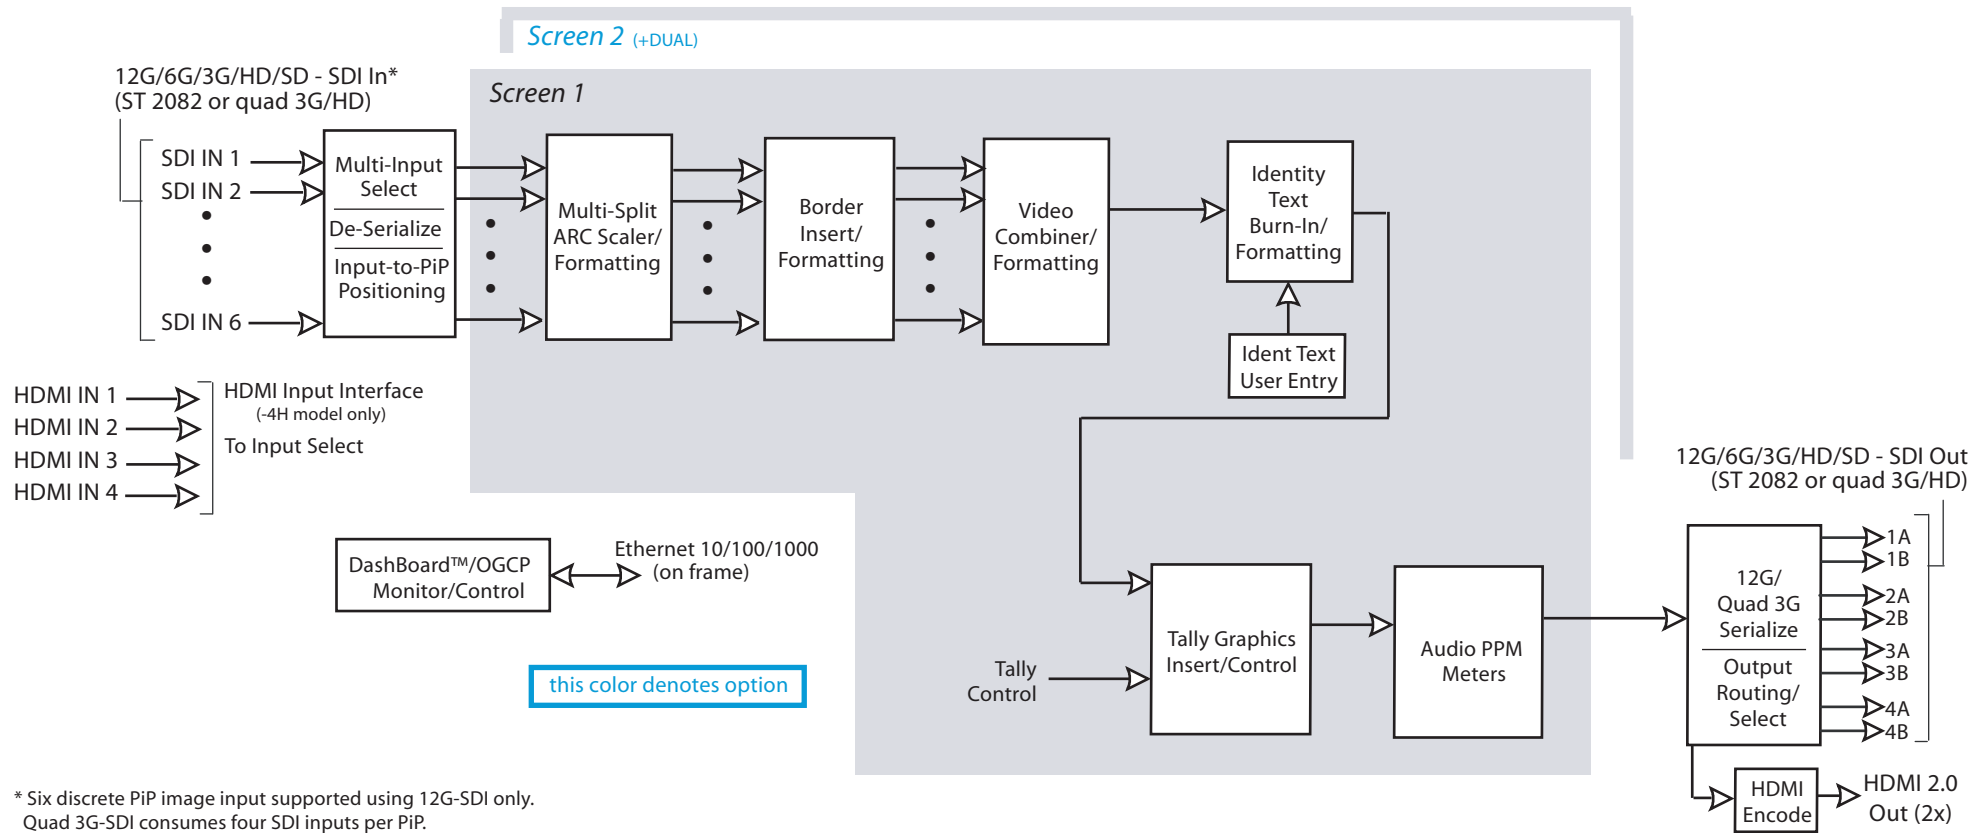 Screen 2 (+DUAL)
12G/6G/3G/HD/SD - SDI In*
(ST 2082 or quad 3G/HD)
Screen 1
SDI IN 1
SDI IN 2
SDI IN 6
Multi-Input
Select
De-Serialize
Input-to-PiP
Positioning
Multi-Split
ARC Scaler/
Formatting
Border
Insert/
Formatting
Video
Combiner/
Formatting
Identity
Text
Burn-In/
Formatting
Ident Text
User Entry
HDMI IN 1
HDMI IN 2
HDMI IN 3
HDMI IN 4
HDMI Input Interface
(-4H model only)
To Input Select
DashBoard™/OGCP
Monitor/Control
Ethernet 10/100/1000
(on frame)
this color denotes option
Tally
Control
Tally Graphics
Insert/Control
Audio PPM
Meters
12G/6G/3G/HD/SD - SDI Out
(ST 2082 or quad 3G/HD)
12G/
Quad 3G
Serialize
Output
Routing/
Select
1A
1B
2A
2B
3A
3B
4A
4B
HDMI
Encode
HDMI 2.0
Out (2x)
* Six discrete PiP image input supported using 12G-SDI only.
Quad 3G-SDI consumes four SDI inputs per PiP.